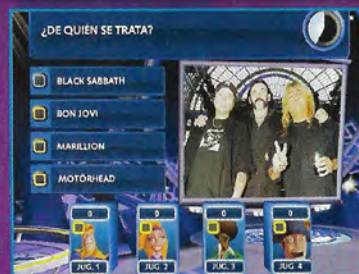 ¿DE QUIÉN SE TRATA?
BLACK SABBATH
BON JOVI
MARILLION
MOTÖRHEAD
0
0
0
0
JUG. 1
JUG. 2
JUG. 3
JUG. 4